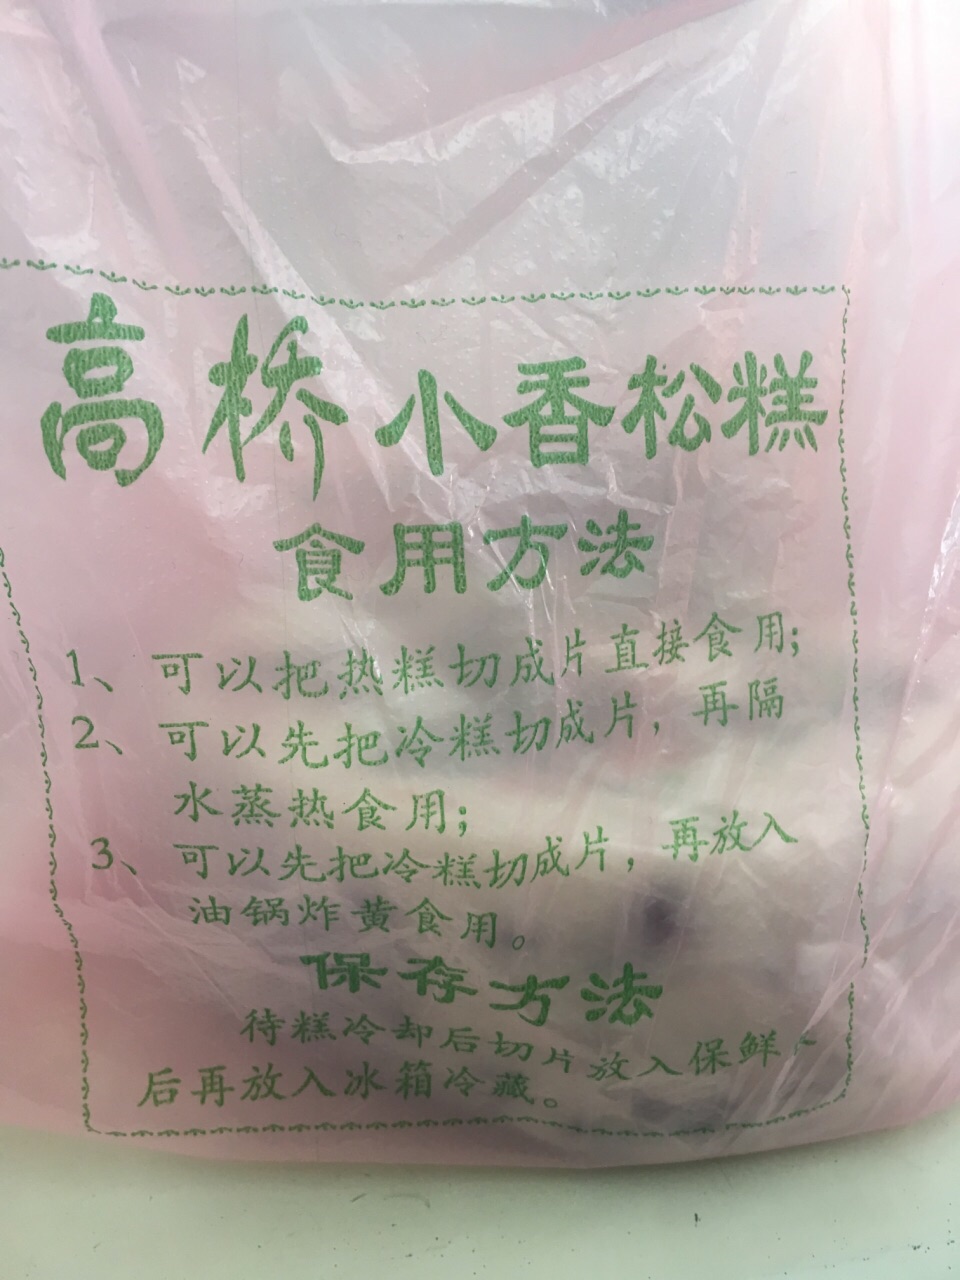 高桥小香松糕
食用方法
1、可以把热糕切成片直接食用；
2、可以先把冷糕切成片，再隔
水蒸热食用；
3、可以先把冷糕切成片，再放入
油锅炸黄食用。
保存方法
待糕冷却后切片放入保鲜
后再放入冰箱冷藏。